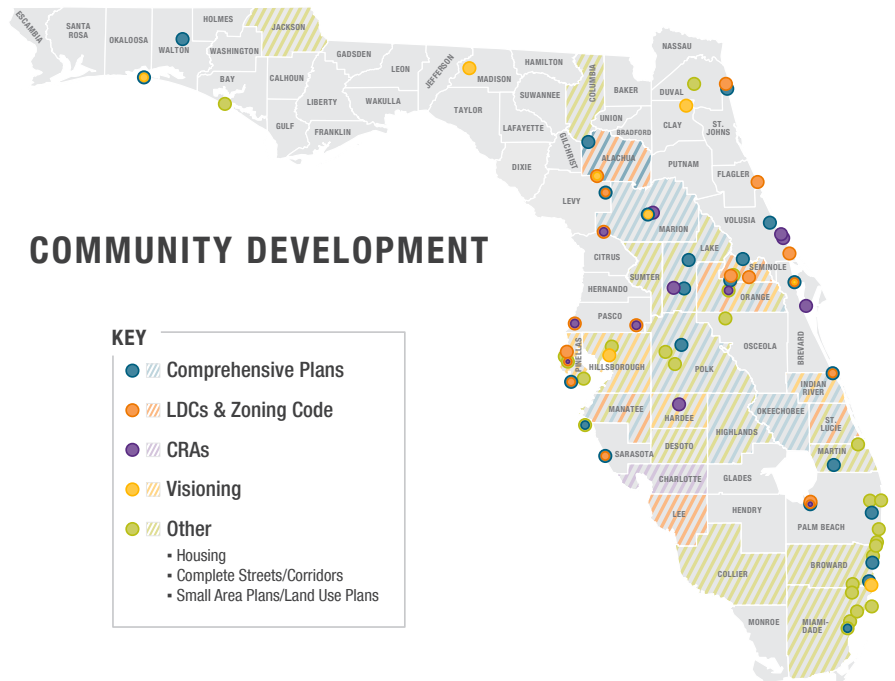 ESCAMBIA
SANTA
ROSA
OKALOOSA
WALTON
HOLMES
WASHINGTON
BAY
JACKSON
CALHOUN
GULF
GADSDEN
LIBERTY
FRANKLIN
LEON
WAKULLA
JEFFERSON
MADISON
TAYLOR
HAMILTON
SUWANNEE
LAFAYETTE
DIXIE
COLUMBIA
GILCHRIST
BAKER
UNION
BRADFORD
ALACHUA
LEVY
NASSAU
DUVAL
CLAY
ST.
JOHNS
PUTNAM
FLAGLER
MARION
VOLUSIA
COMMUNITY DEVELOPMENT
CITRUS
SUMTER
LAKE
SEMINOLE
HERNANDO
ORANGE
PASCO
PINELLAS
HILLSBOROUGH
POLK
OSCEOLA
BREVARD
INDIAN
RIVER
MANATEE
HARDEE
HIGHLANDS
OKEECHOBEE
ST.
LUCIE
SARASOTA
DESOTO
MARTIN
CHARLOTTE
GLADES
LEE
HENDRY
PALM BEACH
COLLIER
BROWARD
MONROE
MIAMI-
DADE
KEY
Comprehensive Plans
LDCs & Zoning Code
CRAs
Visioning
Other
▪ Housing
▪ Complete Streets/Corridors
▪ Small Area Plans/Land Use Plans